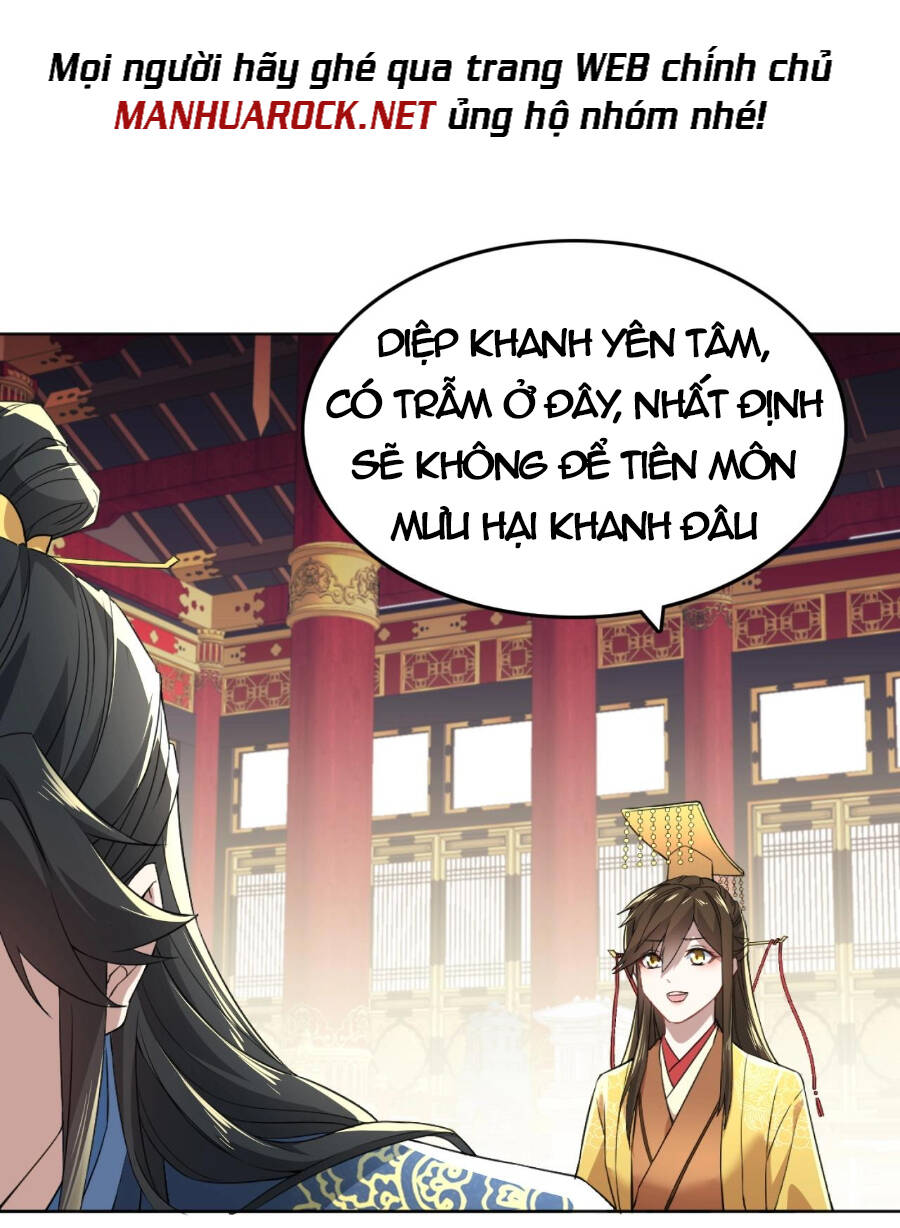 Mọi người hãy ghé qua trang WEB chính chủ
MANHUAROCK.NET ủng hộ nhóm nhé!
DIỆP KHANH YÊN TÂM,
CÓ TRẪM Ở ĐÂY, NHẤT ĐỊNH
SẼ KHÔNG ĐỂ TIÊN MÔN
MƯU HẠI KHANH ĐÂU